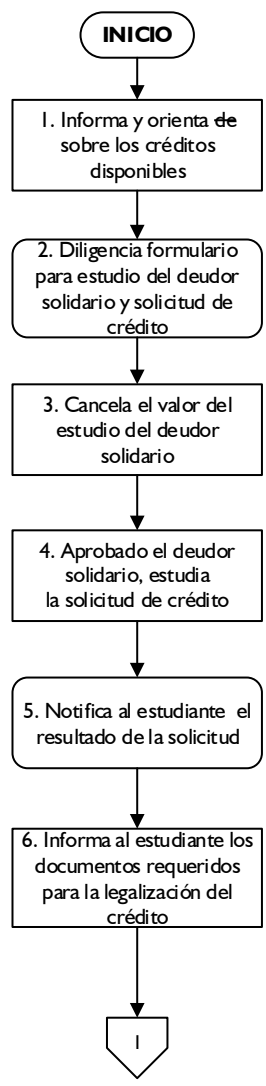 INICIO
1. Informa y orienta de
sobre los créditos
disponibles
2. Diligencia formulario
para estudio del deudor
solidario y solicitud de
crédito
3. Cancela el valor del
estudio del deudor
solidario
4. Aprobado el deudor
solidario, estudia
la solicitud de crédito
5. Notifica al estudiante el
resultado de la solicitud
6. Informa al estudiante los
documentos requeridos
para la legalización del
crédito
1